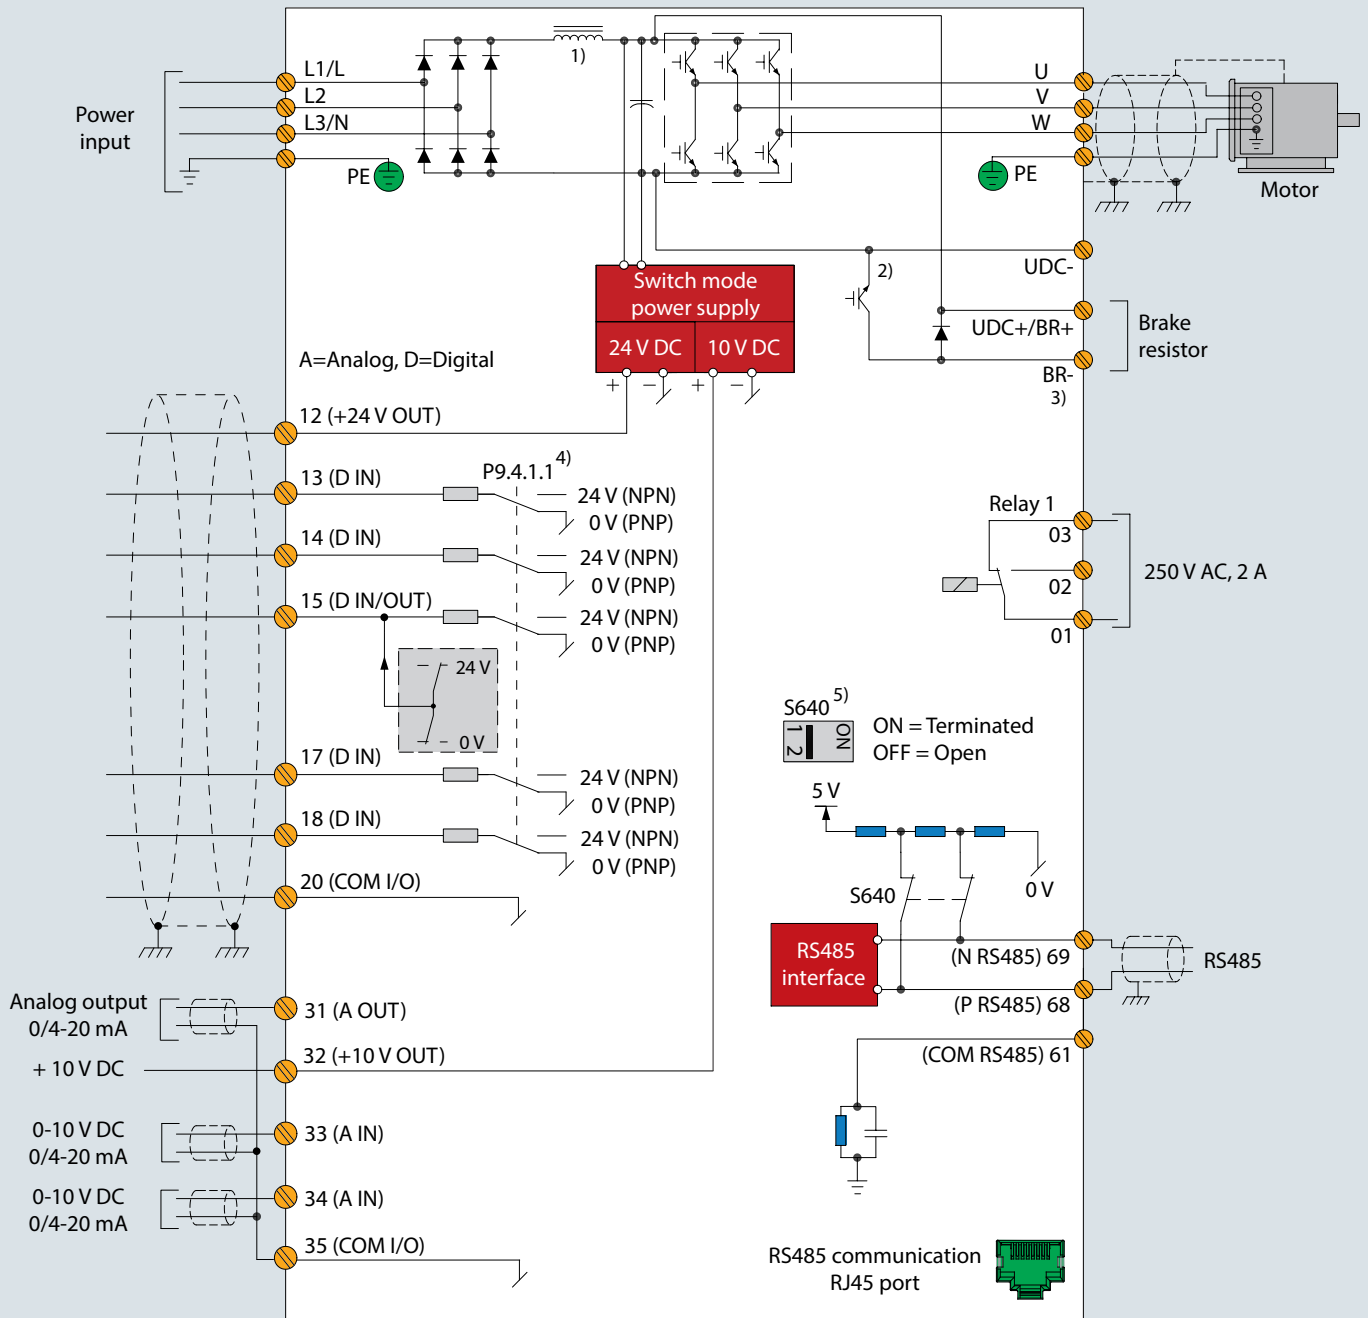 1)
L1/L
L2
L3/N
Power
input
PE
U
V
W
PE
Motor
UDC-
2)
Switch mode
power supply
24 V DC
10 V DC
+
−
+
−
UDC+/BR+
Brake
resistor
BR-
3)
A=Analog, D=Digital
12 (+24 V OUT)
P9.4.1.1 4)
13 (D IN)
24 V (NPN)
0 V (PNP)
14 (D IN)
24 V (NPN)
0 V (PNP)
15 (D IN/OUT)
24 V (NPN)
0 V (PNP)
24 V
0 V
17 (D IN)
24 V (NPN)
0 V (PNP)
18 (D IN)
24 V (NPN)
0 V (PNP)
20 (COM I/O)
Relay 1
03
02
01
250 V AC, 2 A
S640 5)
1 2
ON
ON = Terminated
OFF = Open
5 V
0 V
S640
RS485
interface
(N RS485) 69
(P RS485) 68
RS485
(COM RS485) 61
Analog output
0/4-20 mA
31 (A OUT)
+ 10 V DC
32 (+10 V OUT)
0-10 V DC
0/4-20 mA
33 (A IN)
0-10 V DC
0/4-20 mA
34 (A IN)
35 (COM I/O)
RS485 communication
RJ45 port